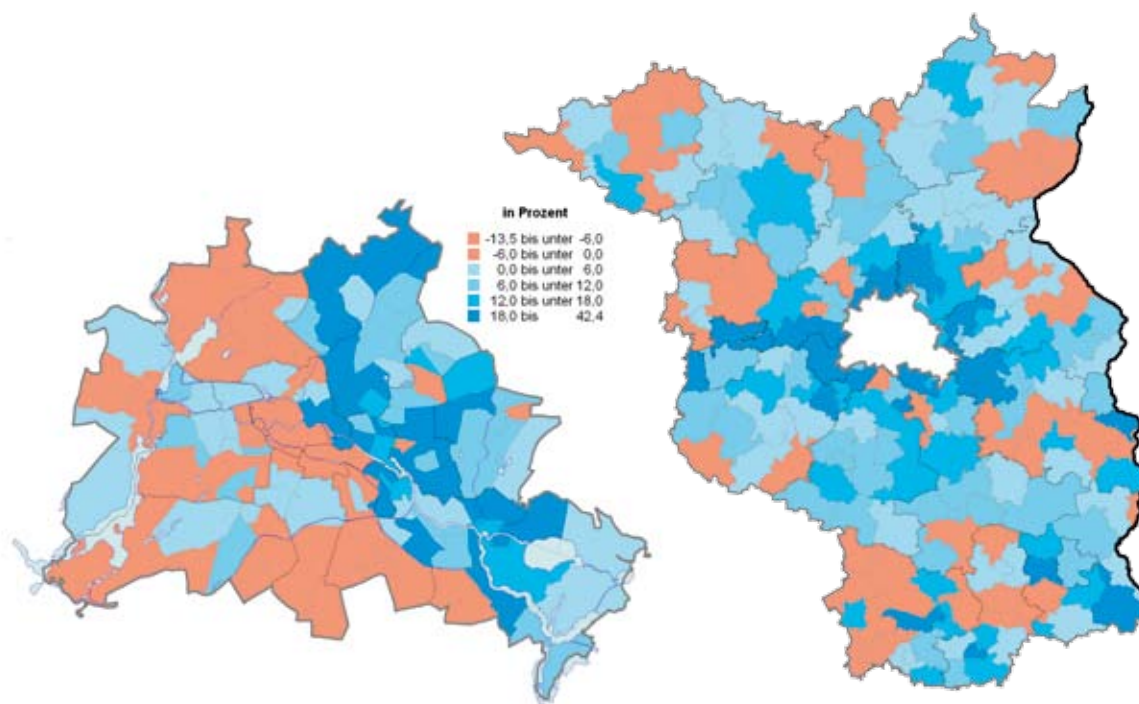 in Prozent
-13,5 bis unter -6,0
-6,0 bis unter 0,0
0,0 bis unter 6,0
6,0 bis unter 12,0
12,0 bis unter 18,0
18,0 bis 42,4